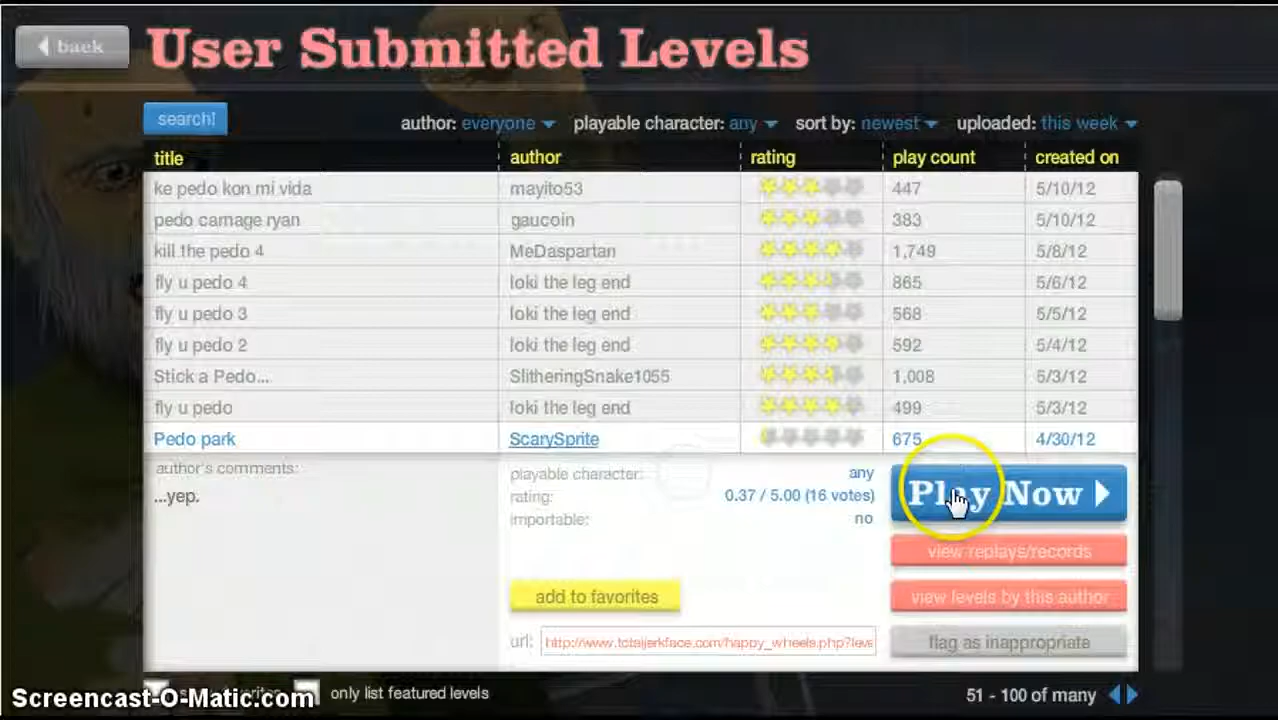 back
User Submitted Levels
search!
author: everyone playable character: any sort by: newest uploaded: this week
title author rating play count created on
ke pedo kon mi vida mayito53 447 5/10/12
pedo carnage ryan gaucoin 383 5/10/12
kill the pedo 4 MeDaspartan 1,749 5/8/12
fly u pedo 4 loki the leg end 865 5/6/12
fly u pedo 3 loki the leg end 568 5/5/12
fly u pedo 2 loki the leg end 592 5/4/12
Stick a Pedo... SlitheringSnake1055 1,008 5/3/12
fly u pedo loki the leg end 499 5/3/12
Pedo park ScarySprite 675 4/30/12
author's comments:
...yep.
playable character: any
rating: 0.37 / 5.00 (16 votes)
importable: no
Play Now
view replays/records
add to favorites
view levels by this author
url: http://www.totaljerkface.com/happy_wheels.php?leve
flag as inappropriate
only list featured levels
51 - 100 of many
Screencast-O-Matic.com